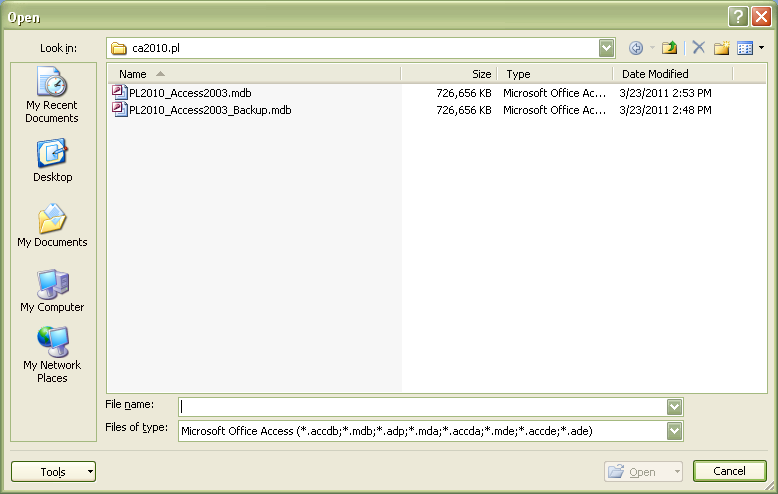 Open
Look in: ca2010.pl
Name Size Type Date Modified
PL2010_Access2003.mdb 726,656 KB Microsoft Office Ac... 3/23/2011 2:53 PM
PL2010_Access2003_Backup.mdb 726,656 KB Microsoft Office Ac... 3/23/2011 2:48 PM
My Recent
Documents
Desktop
My Documents
My Computer
My Network
Places
File name:
Files of type: Microsoft Office Access (*.accdb;*.mdb;*.adp;*.mda;*.accda;*.mde;*.accde;*.ade)
Tools Open Cancel